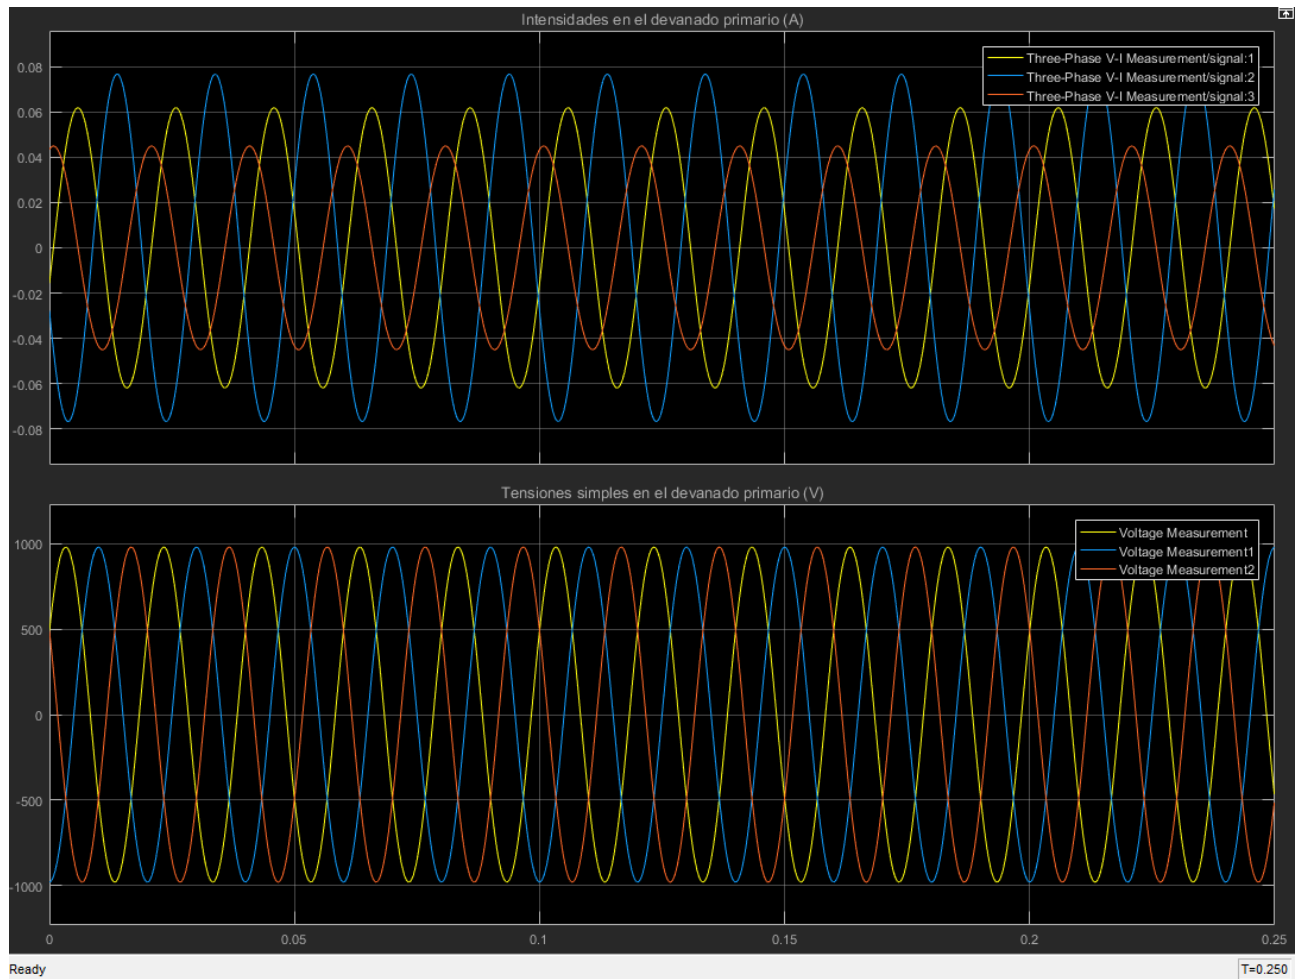 Intensidades en el devanado primario (A)
Three-Phase V-I Measurement/signal:1
Three-Phase V-I Measurement/signal:2
Three-Phase V-I Measurement/signal:3
0.08
0.06
0.04
0.02
0
-0.02
-0.04
-0.06
-0.08
Tensiones simples en el devanado primario (V)
Voltage Measurement
Voltage Measurement1
Voltage Measurement2
1000
500
0
-500
-1000
0 0.05 0.1 0.15 0.2 0.25
Ready T=0.250